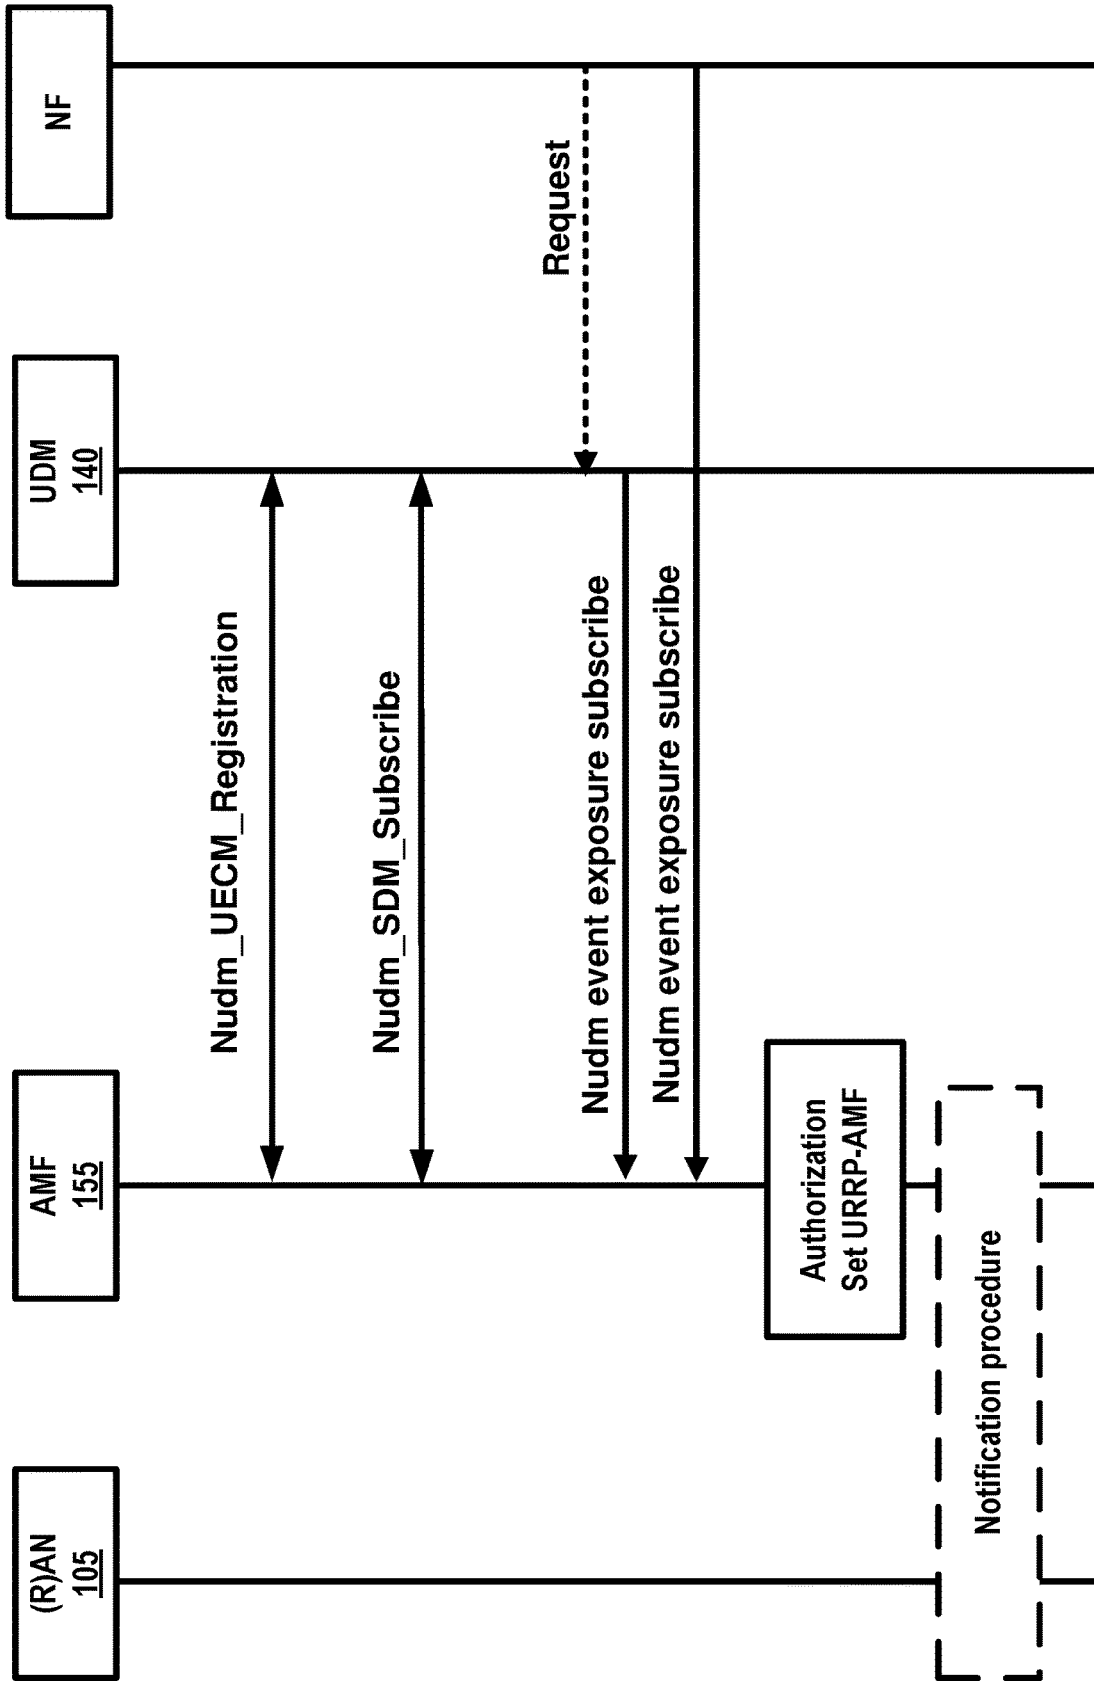 (R)AN
105
AMF
155
UDM
140
NF
Nudm_UECM_Registration
Nudm_SDM_Subscribe
Request
Nudm event exposure subscribe
Nudm event exposure subscribe
Authorization
Set URRP-AMF
Notification procedure